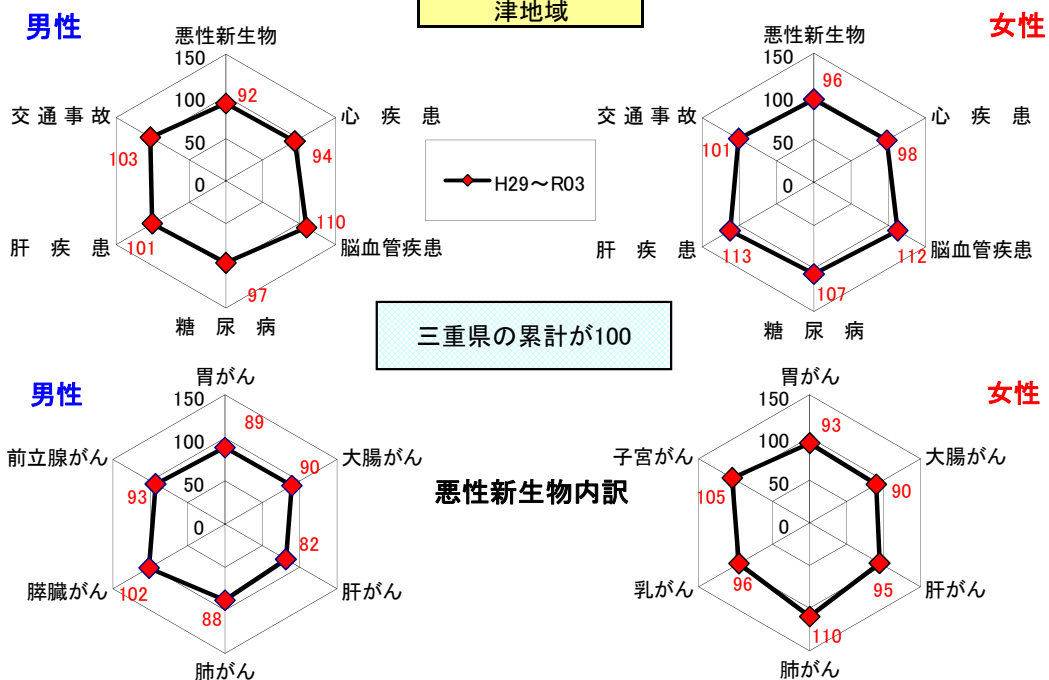 津地域
男性
悪性新生物
150
100
50
0
心 疾 患
脳血管疾患
糖 尿 病
肝 疾 患
交 通 事 故
92
94
110
97
101
103
H29～R03
女性
悪性新生物
150
100
50
0
心 疾 患
脳血管疾患
糖 尿 病
肝 疾 患
交 通 事 故
96
98
112
107
113
101
三重県の累計が100
男性
胃がん
150
100
50
0
大腸がん
肝がん
肺がん
膵臓がん
前立腺がん
89
90
82
88
102
93
悪性新生物内訳
女性
胃がん
150
100
50
0
大腸がん
肝がん
肺がん
乳がん
子宮がん
93
90
95
110
96
105